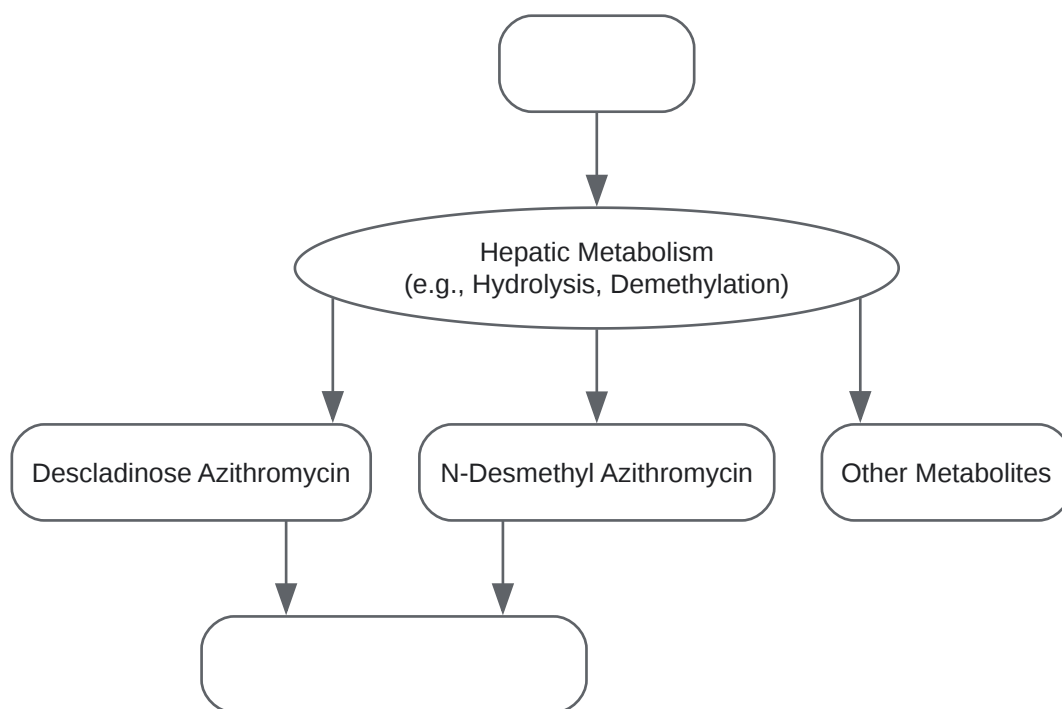 Hepatic Metabolism
(e.g., Hydrolysis, Demethylation)
Descladinose Azithromycin
N-Desmethyl Azithromycin
Other Metabolites